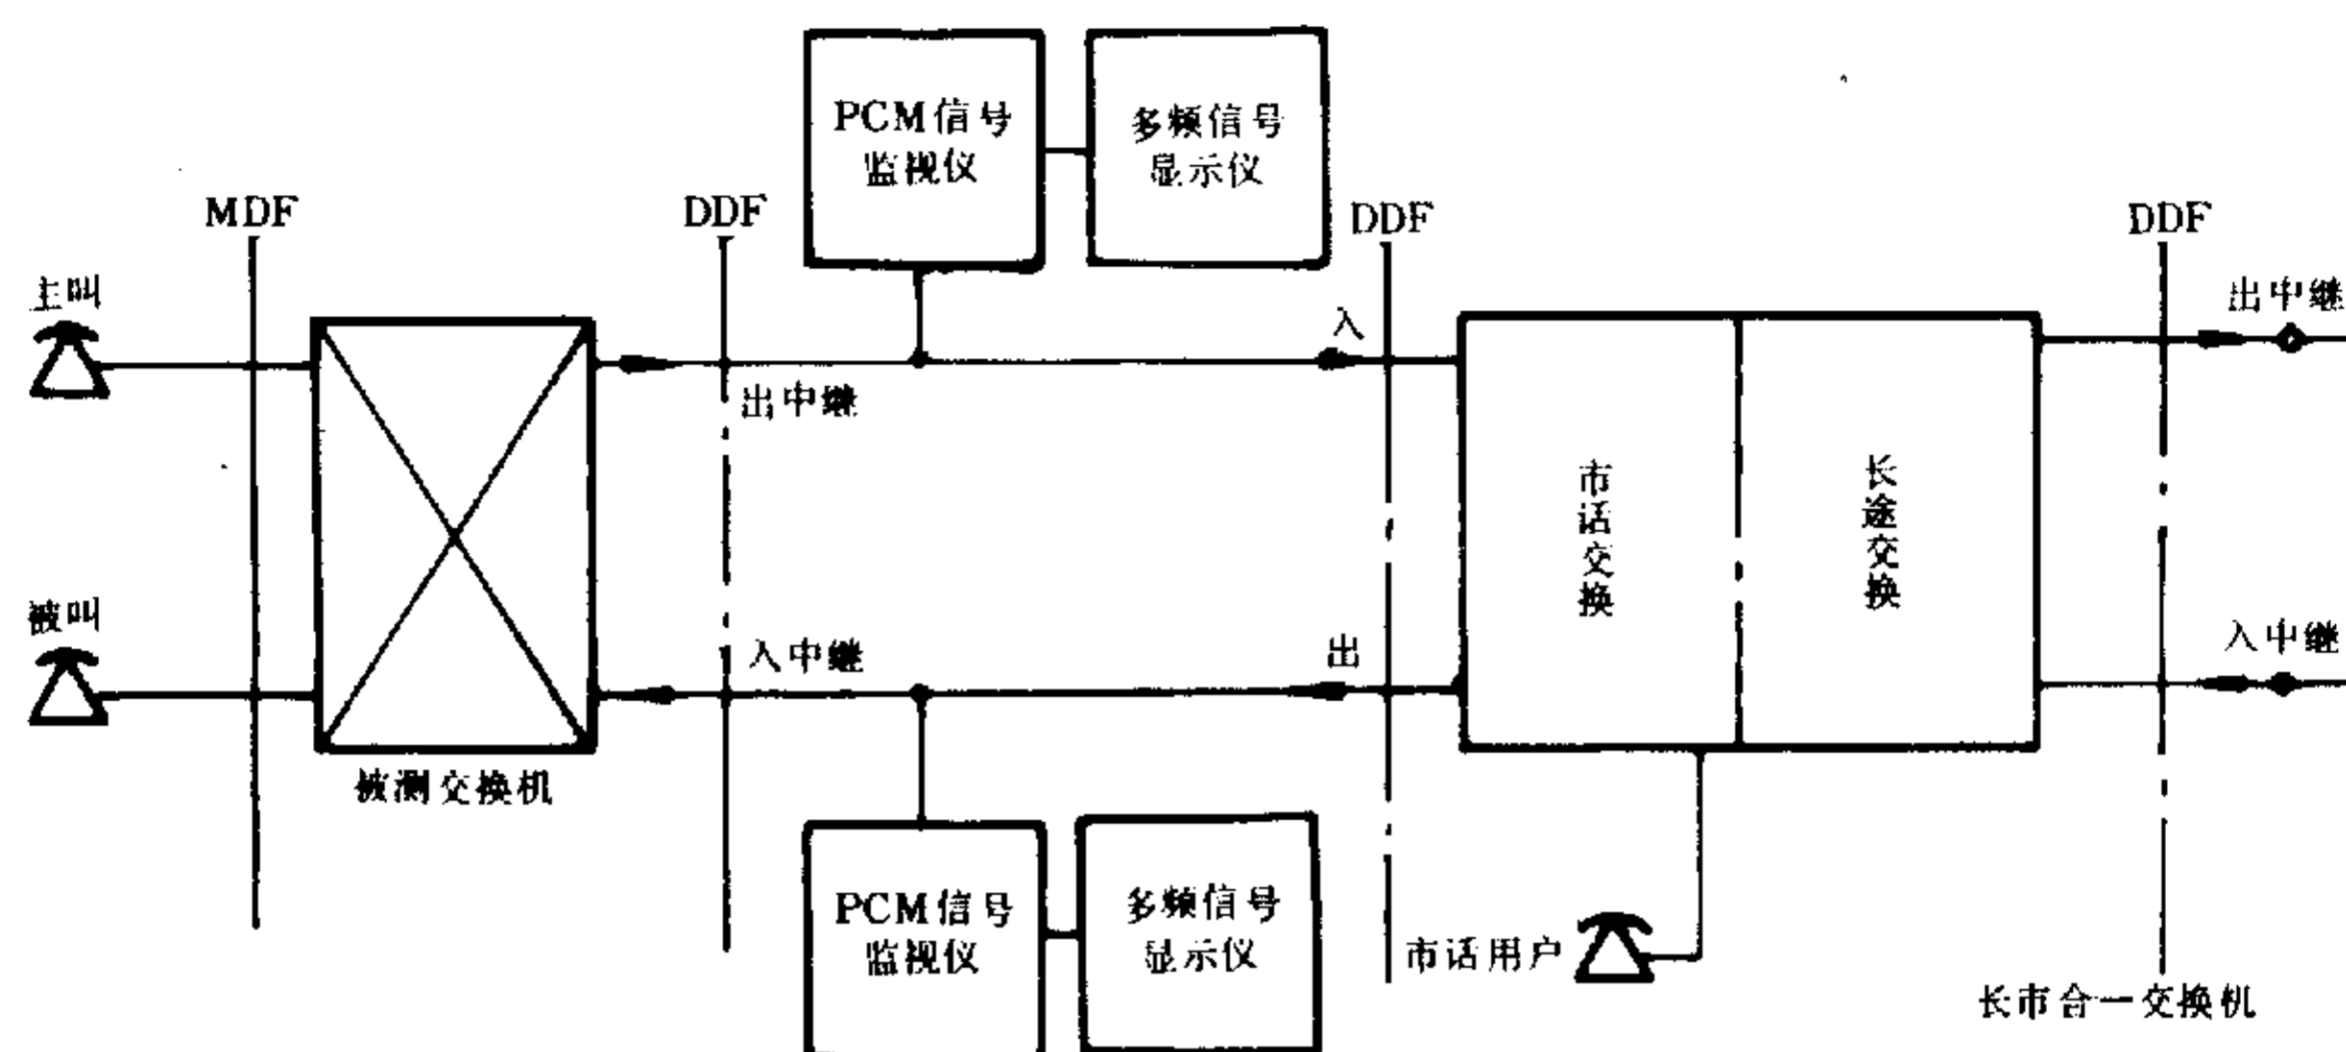 PCM信号
监视仪
多频信号
显示仪
MDF
DDF
DDF
DDF
主叫
入
出中继
出中继
市话交换
长途交换
被叫
入中继
出
入中继
被测交换机
PCM信号
监视仪
多频信号
显示仪
市话用户
长市合一交换机